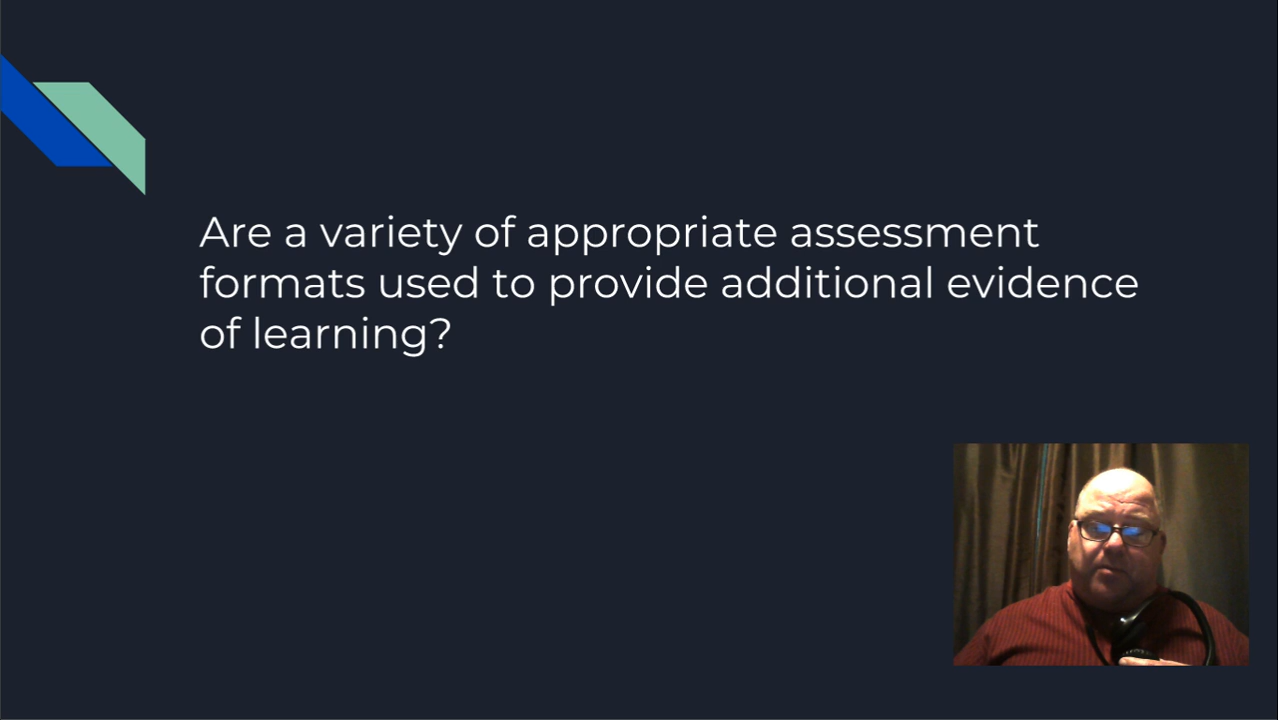 Are a variety of appropriate assessment
formats used to provide additional evidence
of learning?